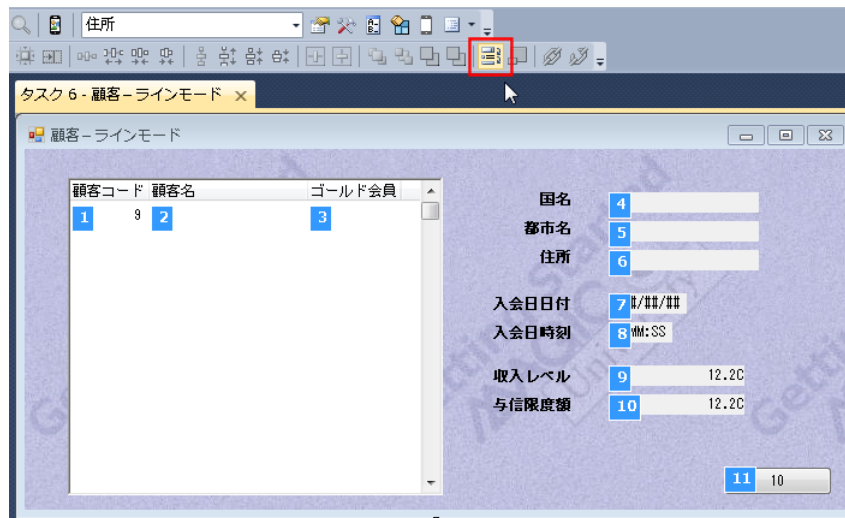 住所
タスク 6 - 顧客 – ラインモード ×
顧客 – ラインモード
顧客コード 顧客名 ゴールド会員
1 9 2 3
国名 4
都市名 5
住所 6
入会日日付 7 #/##/##
入会日時刻 8 MM:SS
収入レベル 9 12.2C
与信限度額 10 12.2C
11 10
Getting Started
University